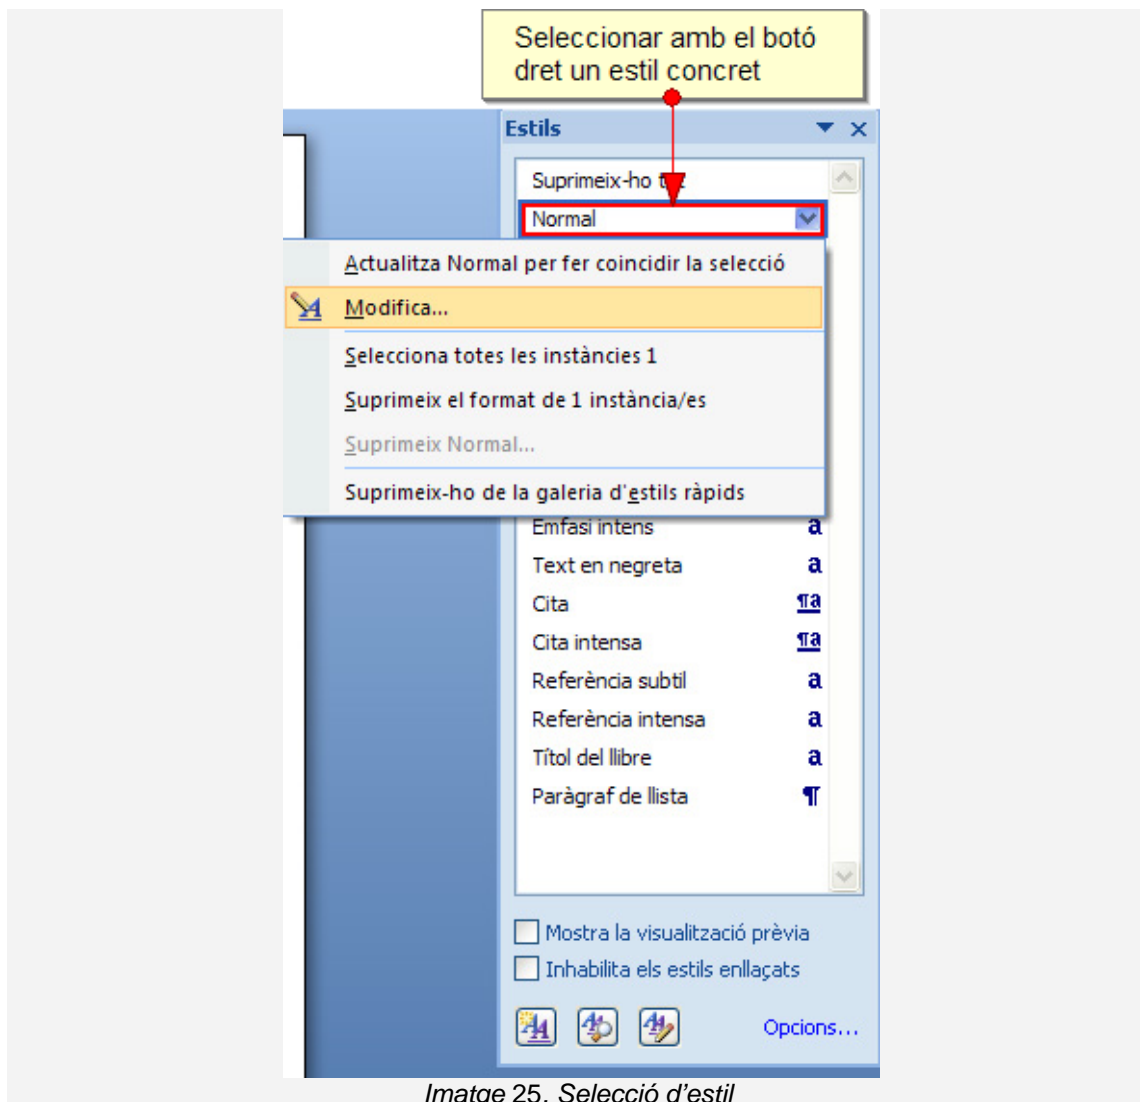 Seleccionar amb el botó
dret un estil concret
Estils
Suprimeix-ho
Normal
Actualitza Normal per fer coincidir la selecció
Modifica...
Selecciona totes les instàncies 1
Suprimeix el format de 1 instància/es
Suprimeix Normal...
Suprimeix-ho de la galeria d'estils ràpids
Emfasi intens a
Text en negreta a
Cita ¶a
Cita intensa ¶a
Referència subtil a
Referència intensa a
Títol del llibre a
Paràgraf de llista ¶
Mostra la visualització prèvia
Inhabilita els estils enllaçats
Opcions...
Imatge 25. Selecció d'estil